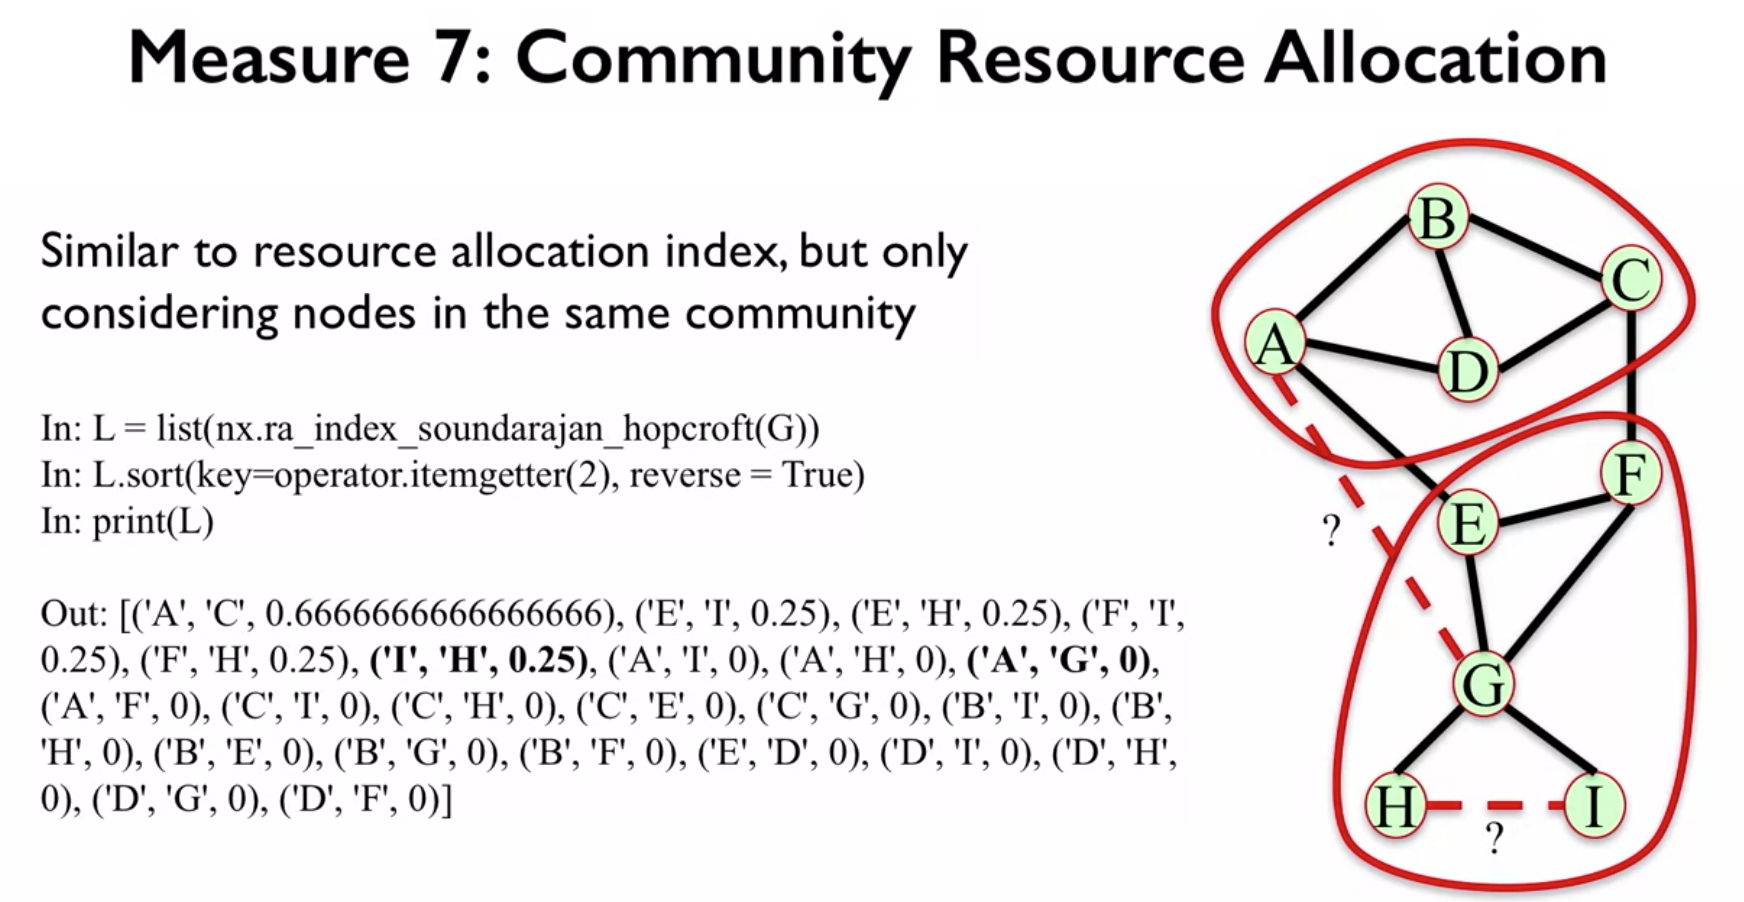 Measure 7: Community Resource Allocation
Similar to resource allocation index, but only
considering nodes in the same community
In: L = list(nx.ra_index_soundarajan_hopcroft(G))
In: L.sort(key=operator.itemgetter(2), reverse = True)
In: print(L)
Out: [('A', 'C', 0.6666666666666666), ('E', 'I', 0.25), ('E', 'H', 0.25), ('F', 'I',
0.25), ('F', 'H', 0.25), ('I', 'H', 0.25), ('A', 'I', 0), ('A', 'H', 0), ('A', 'G', 0),
('A', 'F', 0), ('C', 'I', 0), ('C', 'H', 0), ('C', 'E', 0), ('C', 'G', 0), ('B', 'I', 0), ('B',
'H', 0), ('B', 'E', 0), ('B', 'G', 0), ('B', 'F', 0), ('E', 'D', 0), ('D', 'I', 0), ('D', 'H',
0), ('D', 'G', 0), ('D', 'F', 0)]
B
C
A
D
F
E
?
G
H
I
?